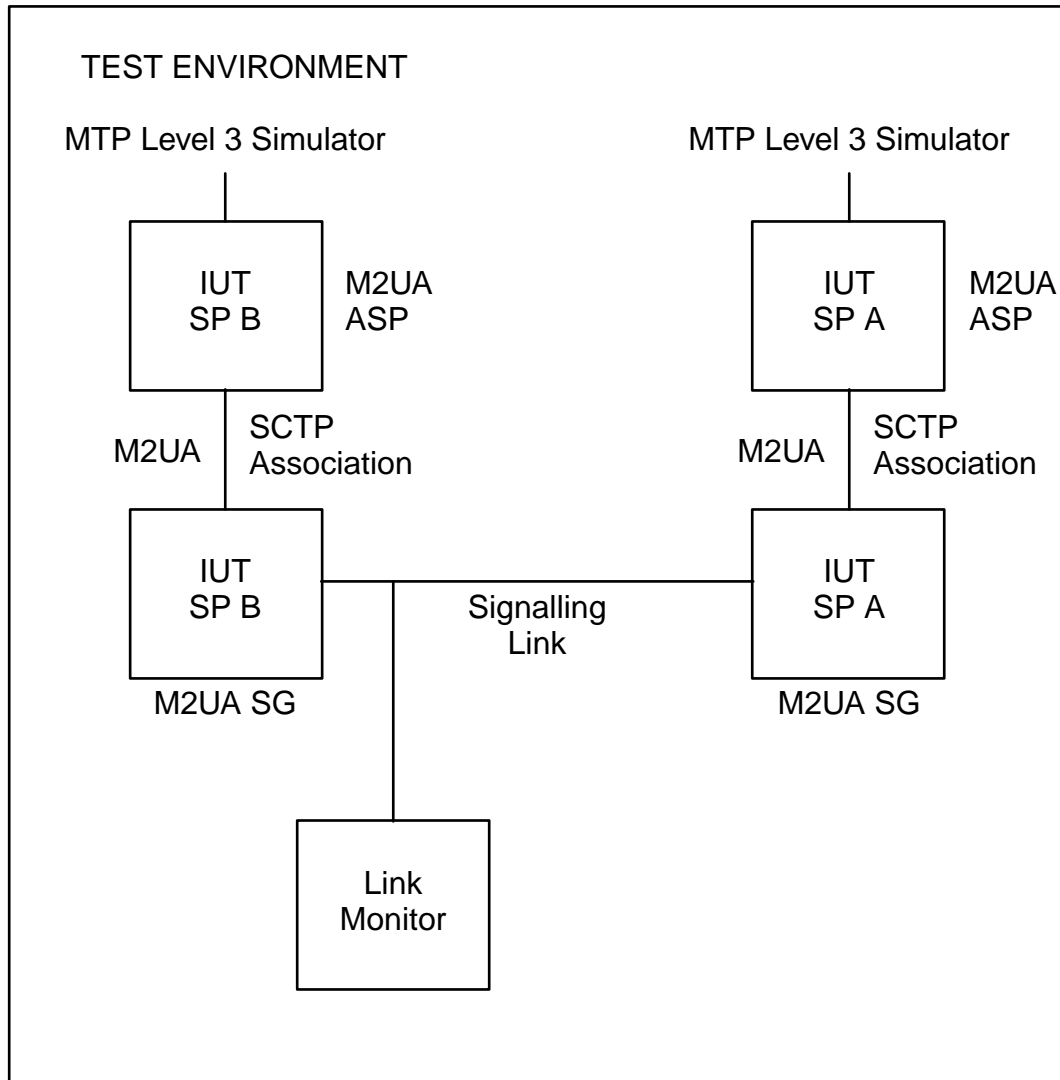 TEST ENVIRONMENT
MTP Level 3 Simulator
MTP Level 3 Simulator
IUT
SP B
M2UA
ASP
IUT
SP A
M2UA
ASP
M2UA
SCTP
Association
M2UA
SCTP
Association
IUT
SP B
Signalling
Link
IUT
SP A
M2UA SG
M2UA SG
Link
Monitor